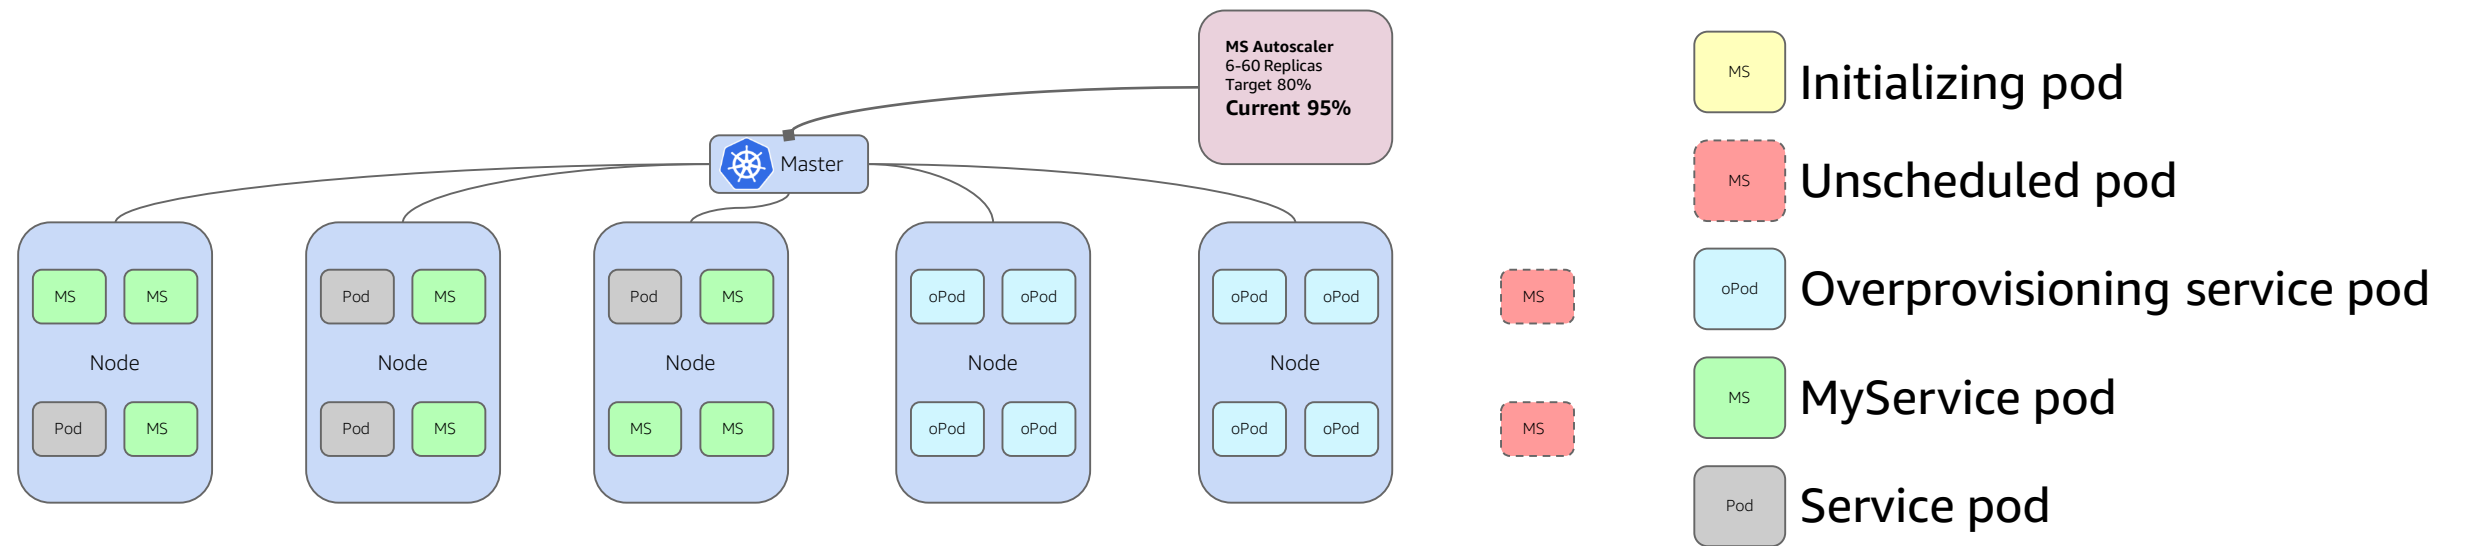 MS Autoscaler
6-60 Replicas
Target 80%
Current 95%
Master
MS MS
Node
Pod MS
Pod MS
Node
Pod MS
Pod MS
Node
MS MS
oPod oPod
Node
oPod oPod
oPod oPod
Node
oPod oPod
MS
MS
MS Initializing pod
MS Unscheduled pod
oPod Overprovisioning service pod
MS MyService pod
Pod Service pod